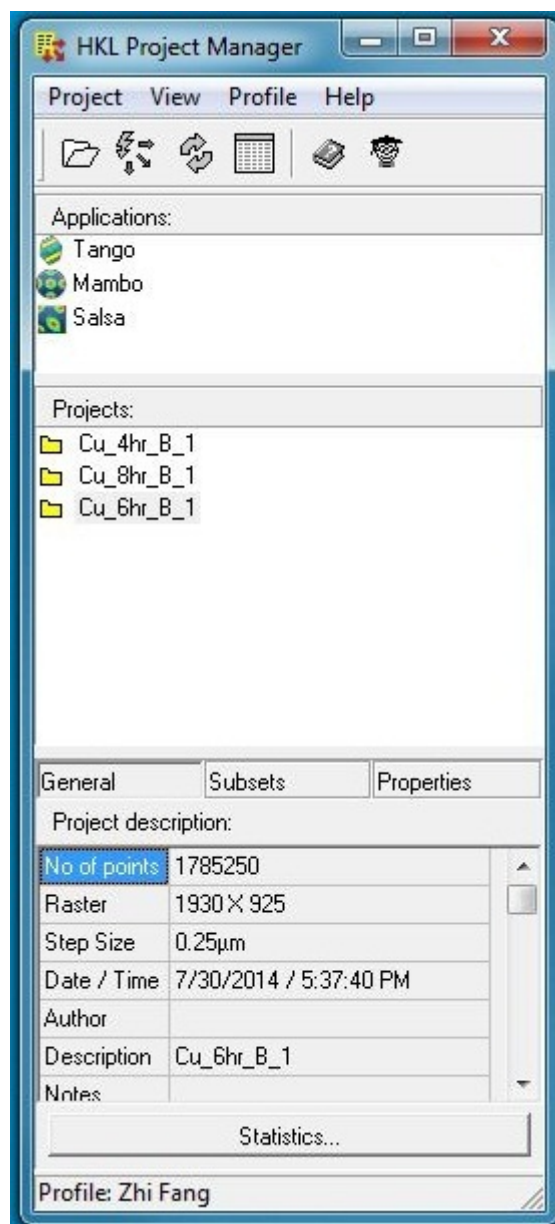 HKL Project Manager
Project View Profile Help
Applications:
Tango
Mambo
Salsa
Projects:
Cu_4hr_B_1
Cu_8hr_B_1
Cu_6hr_B_1
General Subsets Properties
Project description:
No of points 1785250
Raster 1930 X 925
Step Size 0.25µm
Date / Time 7/30/2014 / 5:37:40 PM
Author
Description Cu_6hr_B_1
Notes
Statistics...
Profile: Zhi Fang